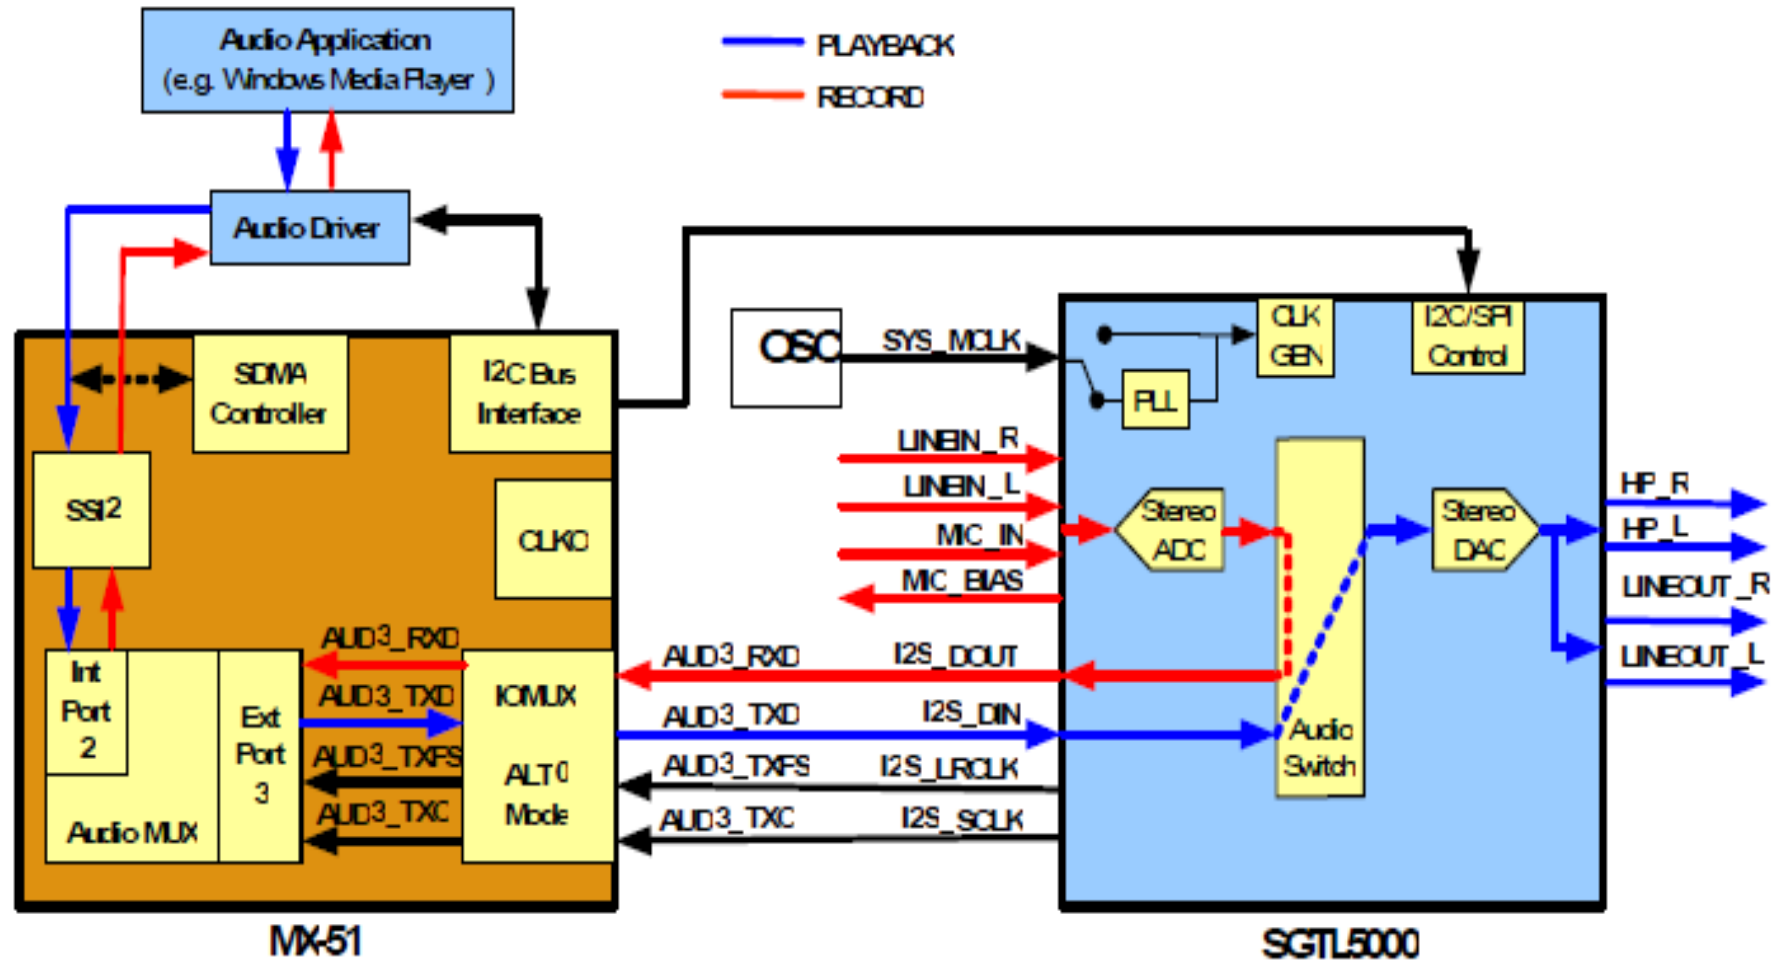 Audio Application
(e.g. Windows Media Player )
PLAYBACK
RECORD
Audio Driver
SDMA
Controller
I2C Bus
Interface
OSC
SYS_MCLK
CLK
GEN
I2C/SPI
Control
PLL
SSI2
CLKO
LINEIN_R
LINEIN_L
MIC_IN
MIC_BIAS
Stereo
ADC
Stereo
DAC
HP_R
HP_L
LINEOUT_R
LINEOUT_L
Int
Port
2
Audio MUX
Ext
Port
3
AUD3_RXD
AUD3_TXD
AUD3_TXFS
AUD3_TXC
IOMUX
ALT0
Mode
AUD3_RXD
I2S_DOUT
AUD3_TXD
I2S_DIN
AUD3_TXFS
I2S_LRCLK
AUD3_TXC
I2S_SCLK
Audio
Switch
MX-51
SGTL5000